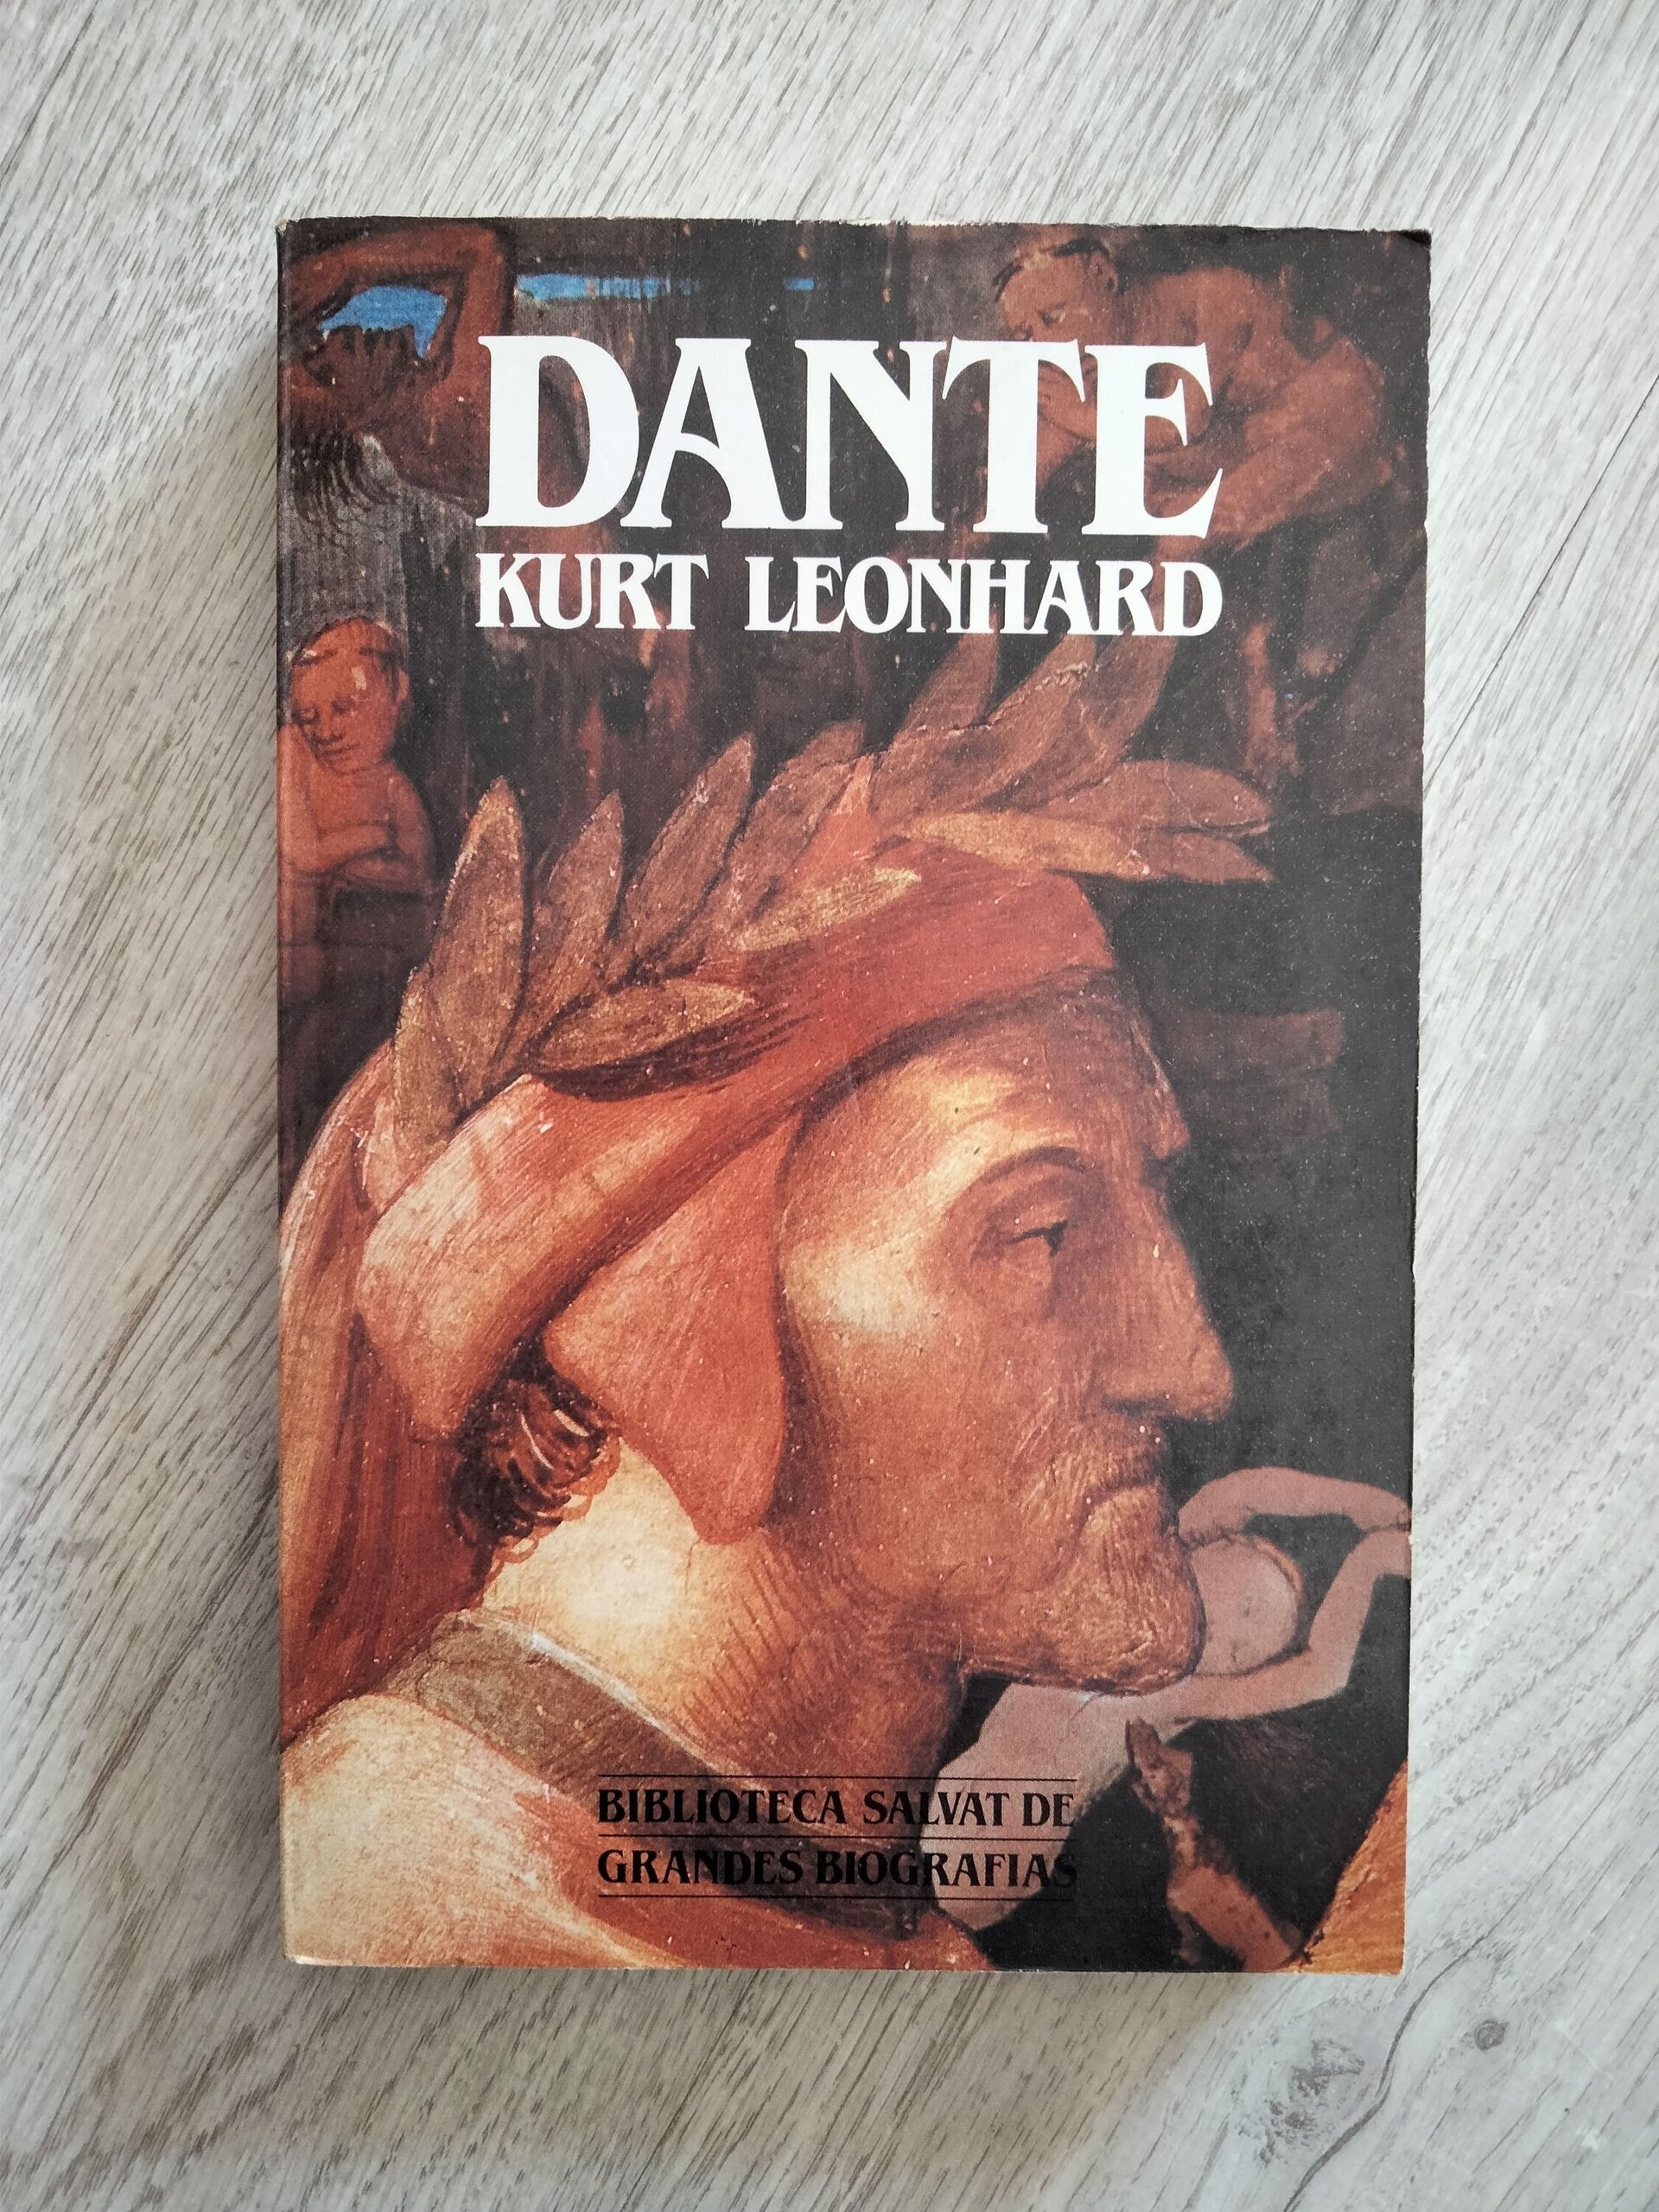 DANTE
KURT LEONHARD
BIBLIOTECA SALVAT DE
GRANDES BIOGRAFIAS